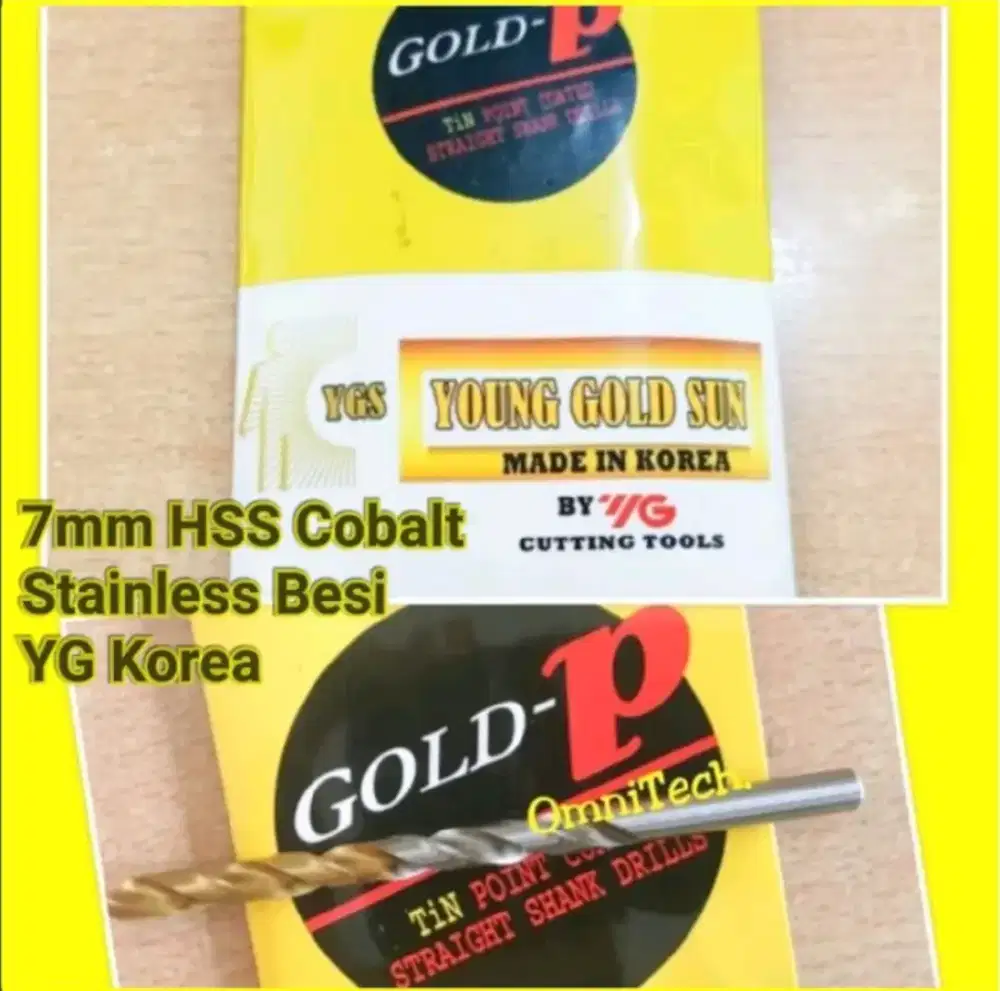 GOLD-P
TiN POINT COATED
STRAIGHT SHANK DRILLS
YGS
YOUNG GOLD SUN
MADE IN KOREA
BY YG
CUTTING TOOLS
7mm HSS Cobalt
Stainless Besi
YG Korea
GOLD-P
OmniTech.
TiN POINT
STRAIGHT SHANK DRILLS